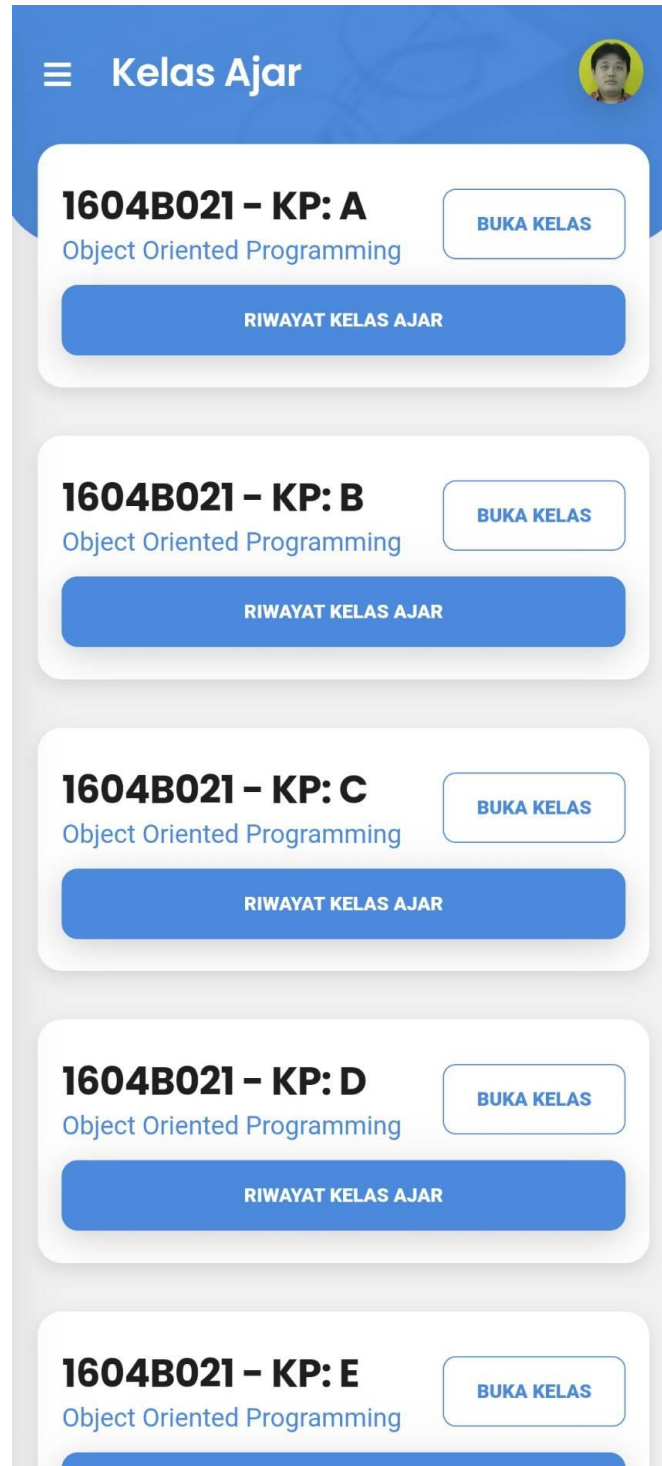 Kelas Ajar
1604B021 – KP: A
Object Oriented Programming
BUKA KELAS
RIWAYAT KELAS AJAR
1604B021 – KP: B
Object Oriented Programming
BUKA KELAS
RIWAYAT KELAS AJAR
1604B021 – KP: C
Object Oriented Programming
BUKA KELAS
RIWAYAT KELAS AJAR
1604B021 – KP: D
Object Oriented Programming
BUKA KELAS
RIWAYAT KELAS AJAR
1604B021 – KP: E
Object Oriented Programming
BUKA KELAS